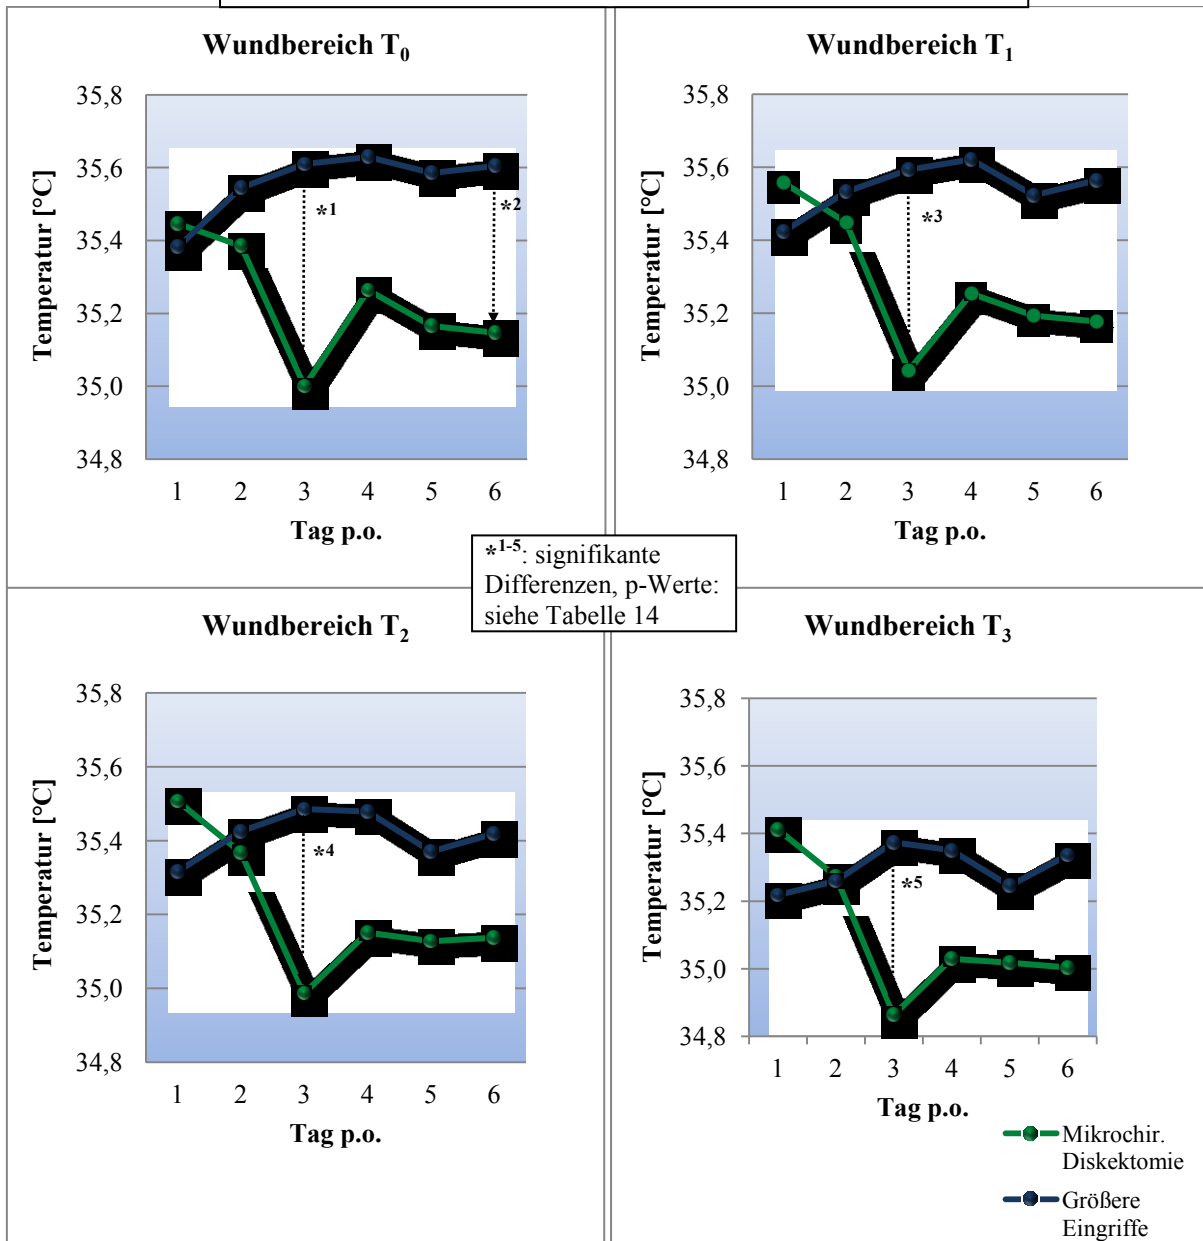 Wundbereich T0
Temperatur [°C]
35,8
35,6
35,4
35,2
35,0
34,8
*1
*2
1 2 3 4 5 6
Tag p.o.
Wundbereich T1
Temperatur [°C]
35,8
35,6
35,4
35,2
35,0
34,8
*3
1 2 3 4 5 6
Tag p.o.
*1-5: signifikante
Differenzen, p-Werte:
siehe Tabelle 14
Wundbereich T2
Temperatur [°C]
35,8
35,6
35,4
35,2
35,0
34,8
*4
1 2 3 4 5 6
Tag p.o.
Wundbereich T3
Temperatur [°C]
35,8
35,6
35,4
35,2
35,0
34,8
*5
1 2 3 4 5 6
Tag p.o.
Mikrochir.
Diskektomie
Größere
Eingriffe